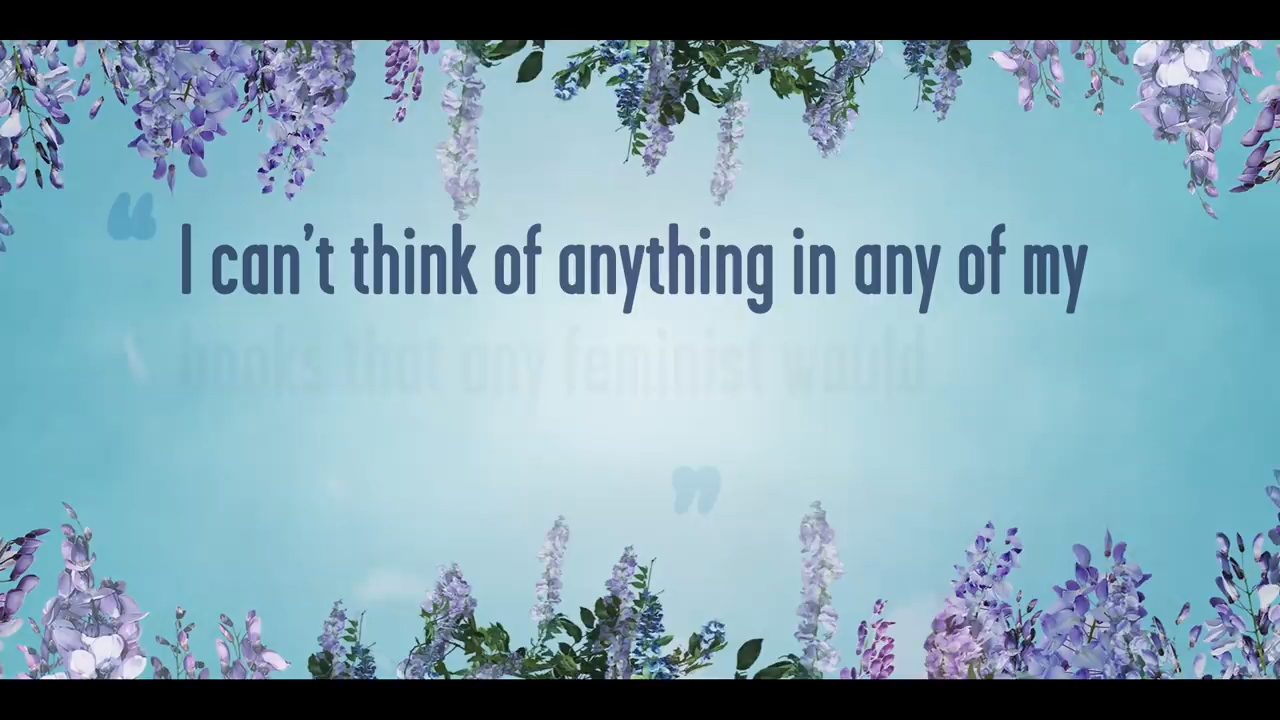 “I can’t think of anything in any of my
books that any feminist would
”